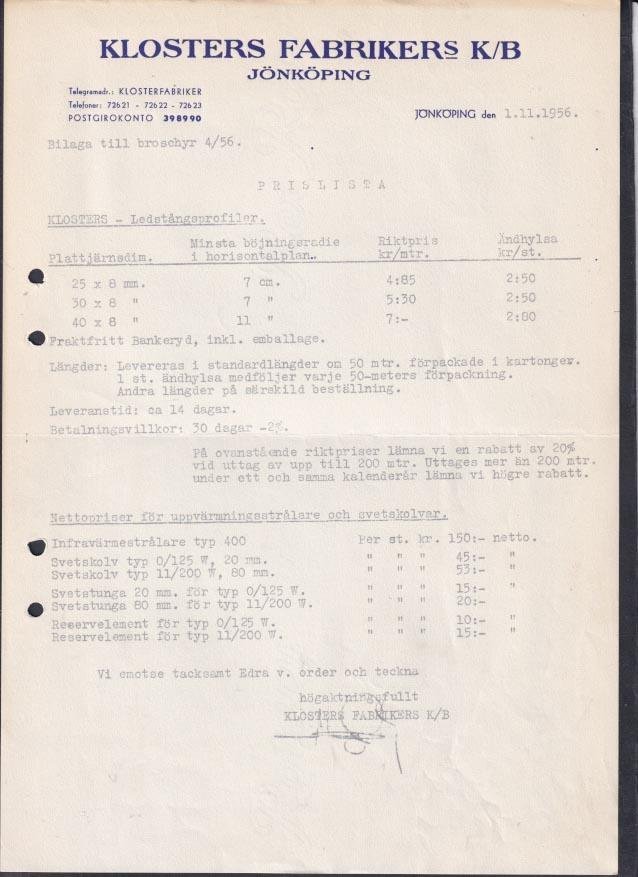 KLOSTERS FABRIKERS K/B
JÖNKÖPING
Telegramadr.: KLOSTERFABRIKER
Telefoner: 72621 - 72622 - 72623
POSTGIROKONTO 398990
JÖNKÖPING den 1.11.1956.
Bilaga till broschyr 4/56.
PRISLISTA
KLOSTERS - Ledstångsprofiler.
Plattjärnsdim. Minsta böjningsradie i horisontalplan. Riktpris kr/mtr. Ändhylsa kr/st.
25 x 8 mm. 7 cm. 4:85 2:50
30 x 8 " 7 " 5:30 2:50
40 x 8 " 11 " 7:- 2:80
Fraktfritt Bankeryd, inkl. emballage.
Längder: Levereras i standardlängder om 50 mtr. förpackade i kartonger.
1 st. ändhylsa medföljer varje 50-meters förpackning.
Andra längder på särskild beställning.
Leveranstid: ca 14 dagar.
Betalningsvillkor: 30 dagar -2%.
På ovanstående riktpriser lämna vi en rabatt av 20%
vid uttag av upp till 200 mtr. Uttages mer än 200 mtr.
under ett och samma kalenderår lämna vi högre rabatt.
Nettopriser för uppvärmningsstrålare och svetskolvar.
Infravärmestrålare typ 400 Per st. kr. 150:- netto.
Svetskolv typ 0/125 W, 20 mm. " " " 45:- "
Svetskolv typ 11/200 W, 80 mm. " " " 53:- "
Svetstunga 20 mm. för typ 0/125 W. " " " 15:- "
Svetstunga 80 mm. för typ 11/200 W. " " " 20:-
Reservelement för typ 0/125 W. " " " 10:- "
Reservelement för typ 11/200 W. " " " 15:- "
Vi emotse tacksamt Edra v. order och teckna
högaktningsfullt
KLOSTERS FABRIKERS K/B